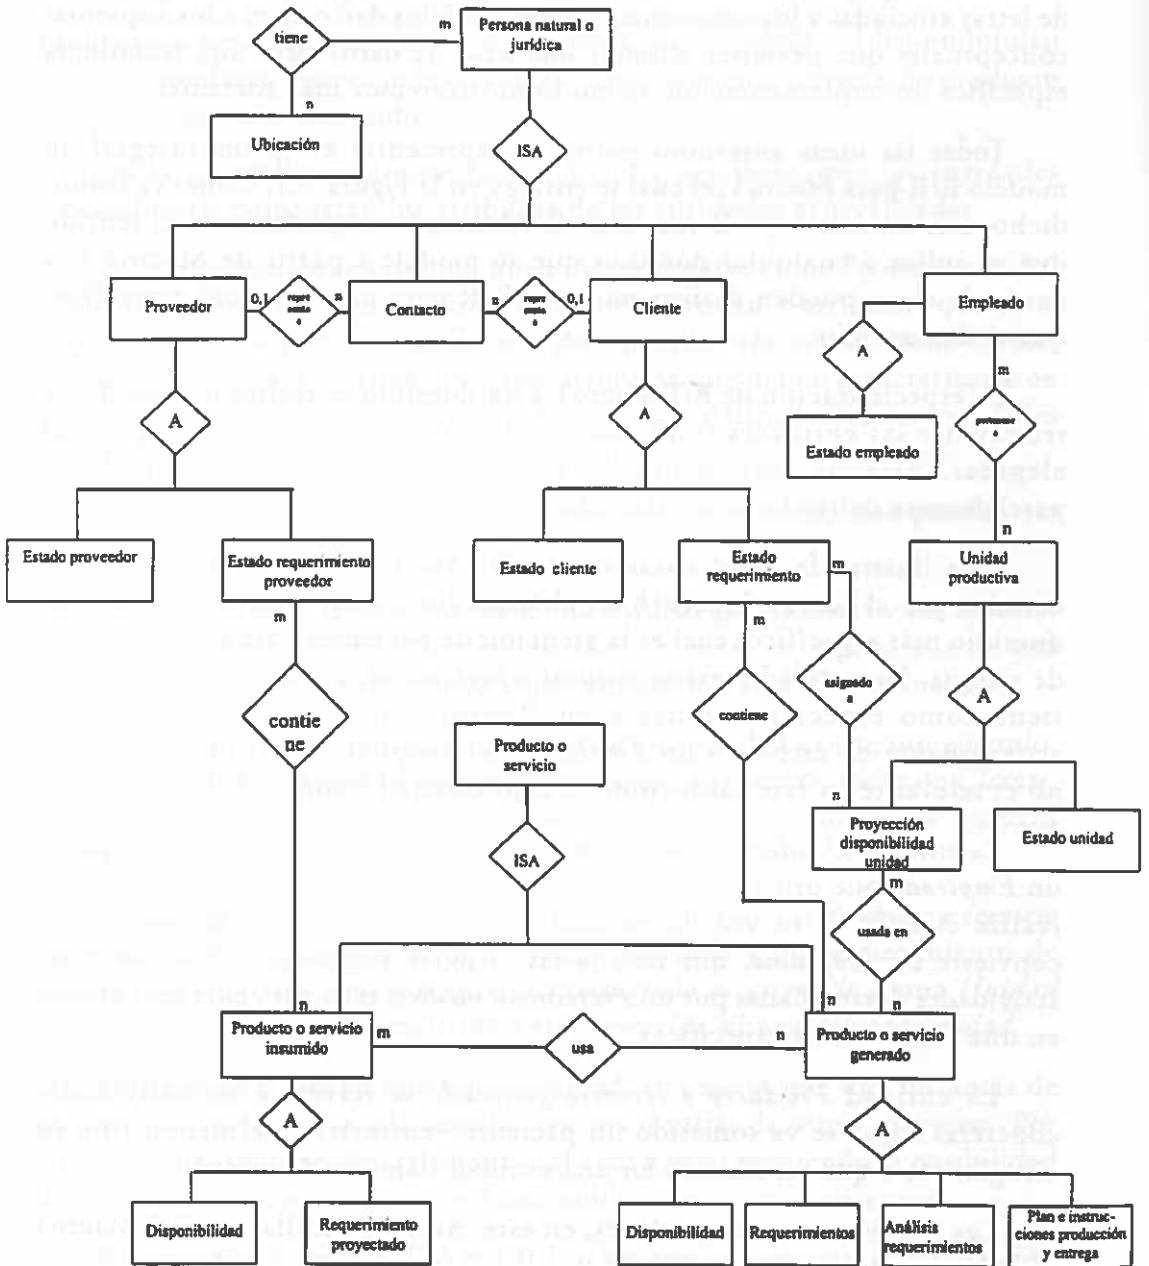 m
Persona natural o
jurídica
tiene
n
Ubicación
ISA
Proveedor
0,1
n
Contacto
n
0,1
Cliente
Empleado
A
m
A
A
Estado empleado
n
Estado proveedor
Estado requerimiento
proveedor
Estado cliente
Estado
requerimiento
m
Unidad
productiva
m
m
contie
ne
contiene
asignado
a
A
Producto o
servicio
n
Proyección
disponibilidad
unidad
Estado unidad
ISA
m
usada en
n
n
n
Producto o servicio
insumido
m
usa
n
Producto o servicio
generado
A
A
Disponibilidad
Requerimiento
proyectado
Disponibilidad
Requerimientos
Análisis
requerimientos
Plan e instruc-
ciones producción
y entrega